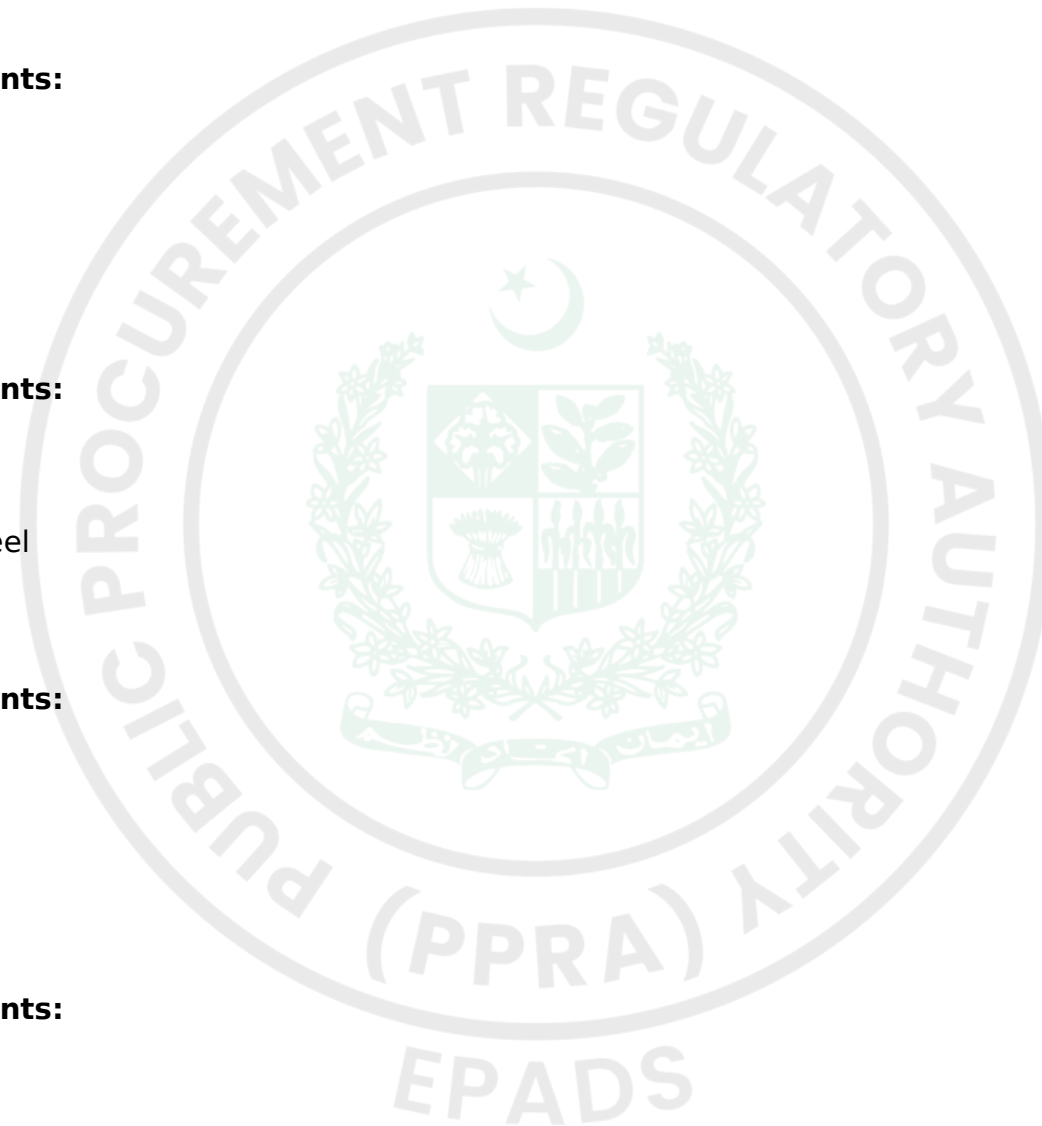 nts:
nts:
eel
nts:
nts:
PUBLIC PROCUREMENT REGULATORY AUTHORITY
(PPRA)
EPADS